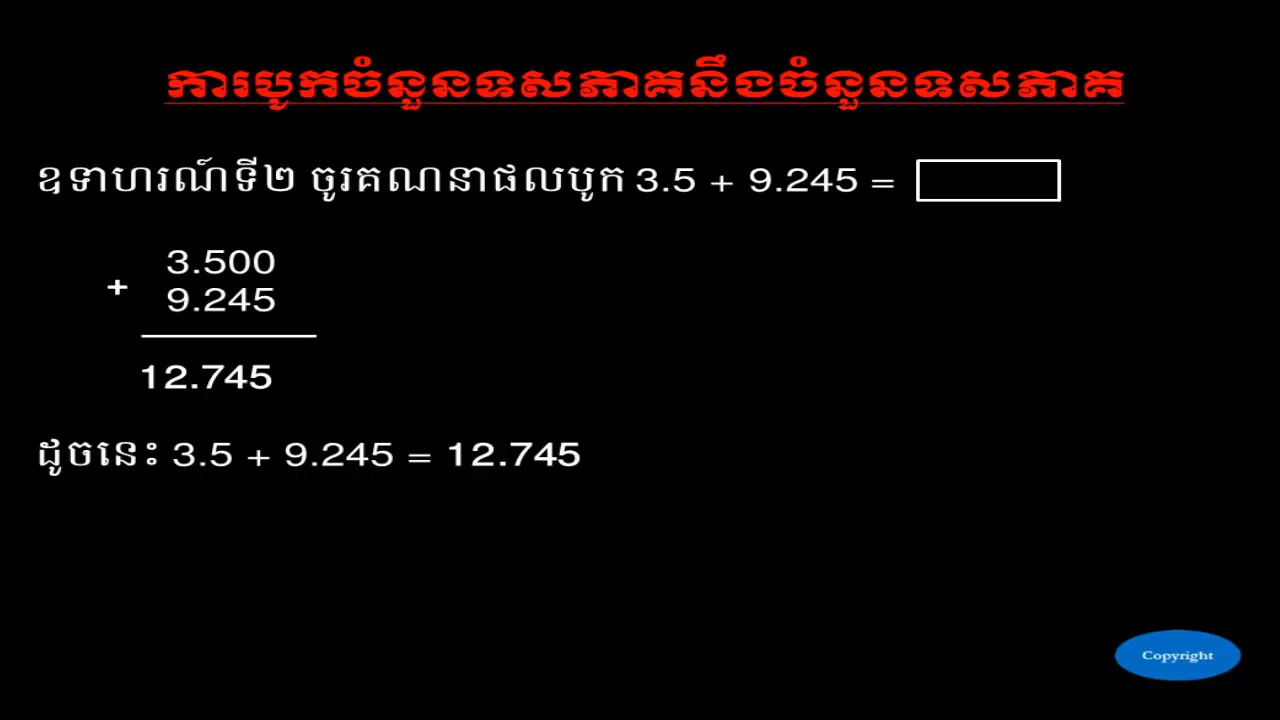 ការបូកចំនួនទសភាគនឹងចំនួនទសភាគ
ឧទាហរណ៍ទី២ ចូរគណនាផលបូក 3.5 + 9.245 =
3.500
+
9.245
12.745
ដូចនេះ 3.5 + 9.245 = 12.745
Copyright